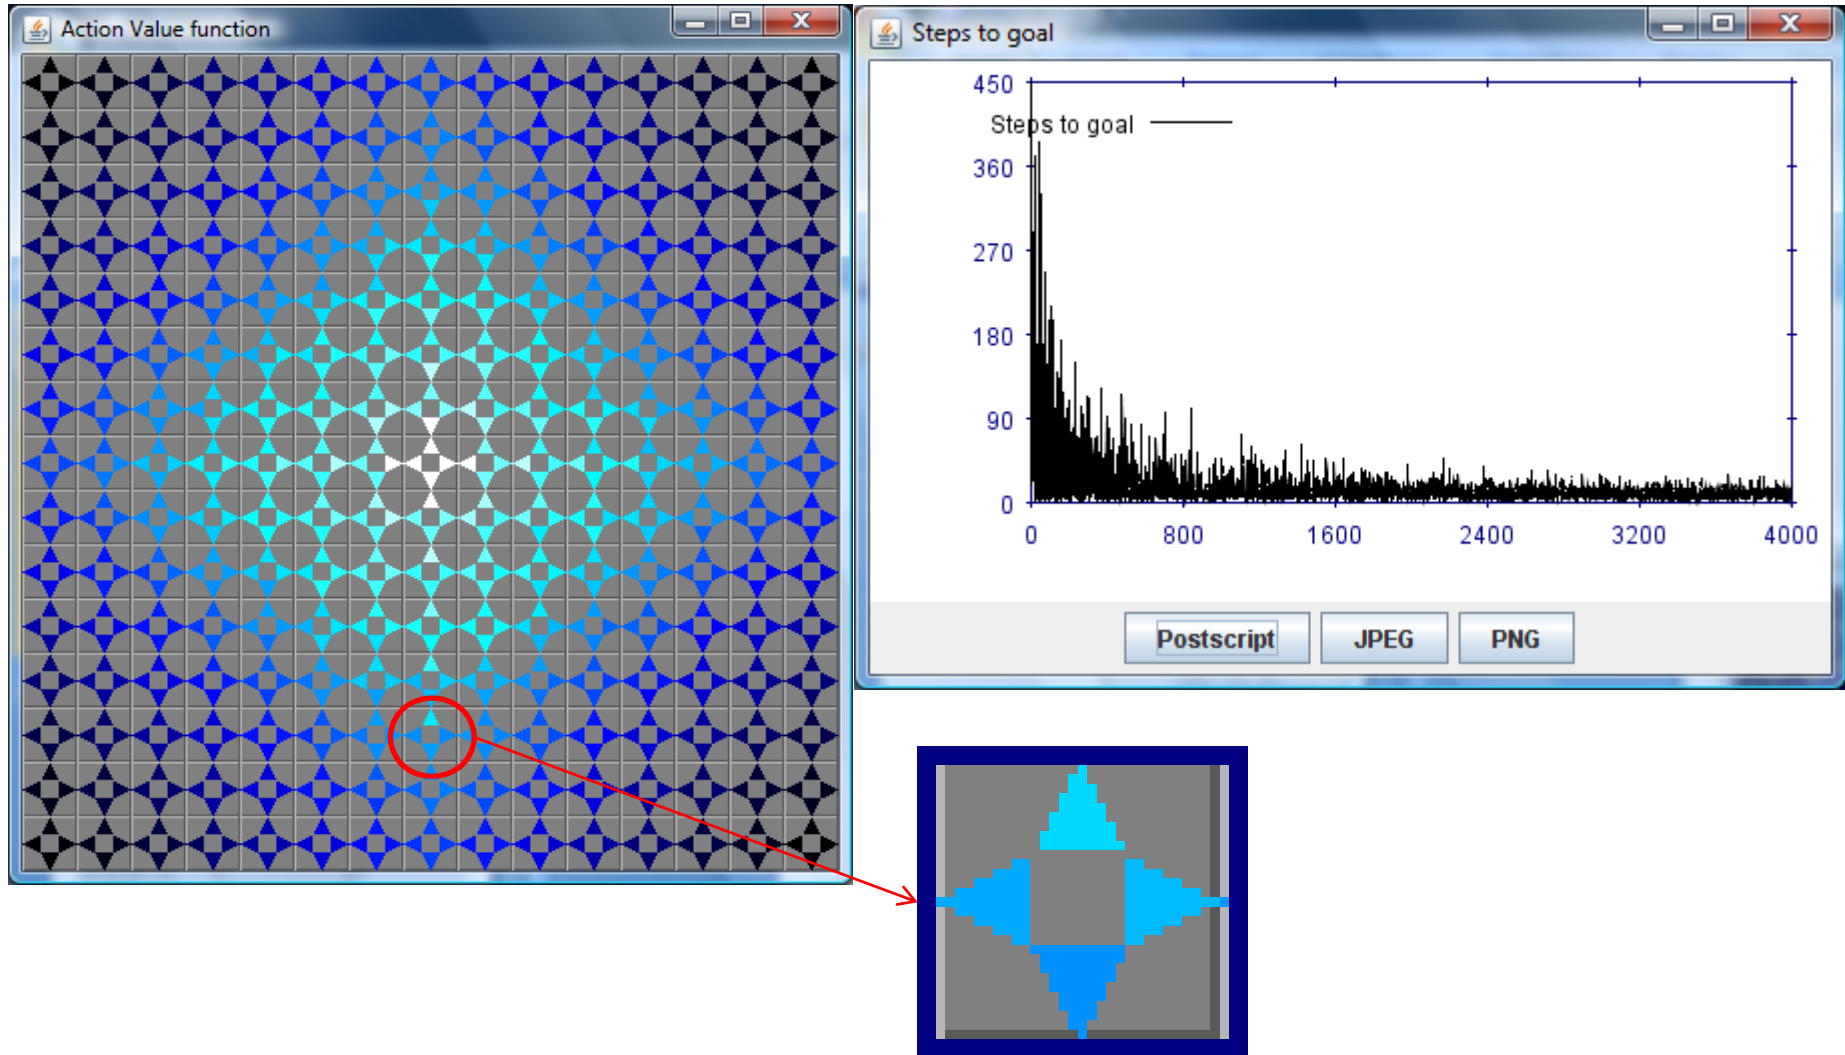 Action Value function
Steps to goal
450
Steps to goal
360
270
180
90
0
0 800 1600 2400 3200 4000
Postscript JPEG PNG